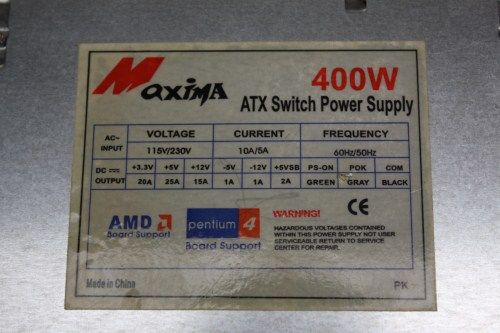 MAXIMA
400W
ATX Switch Power Supply
AC~ INPUT VOLTAGE CURRENT FREQUENCY
115V/230V 10A/5A 60Hz/50Hz
DC OUTPUT +3.3V +5V +12V -5V -12V +5VSB PS-ON POK COM
20A 25A 15A 1A 1A 2A GREEN GRAY BLACK
AMD
Board Support
pentium 4
Board Support
WARNING!
CE
HAZARDOUS VOLTAGES CONTAINED
WITHIN THIS POWER SUPPLY NOT USER
SERVICEABLE RETURN TO SERVICE
CENTER FOR REPAIR.
Made in China
PK